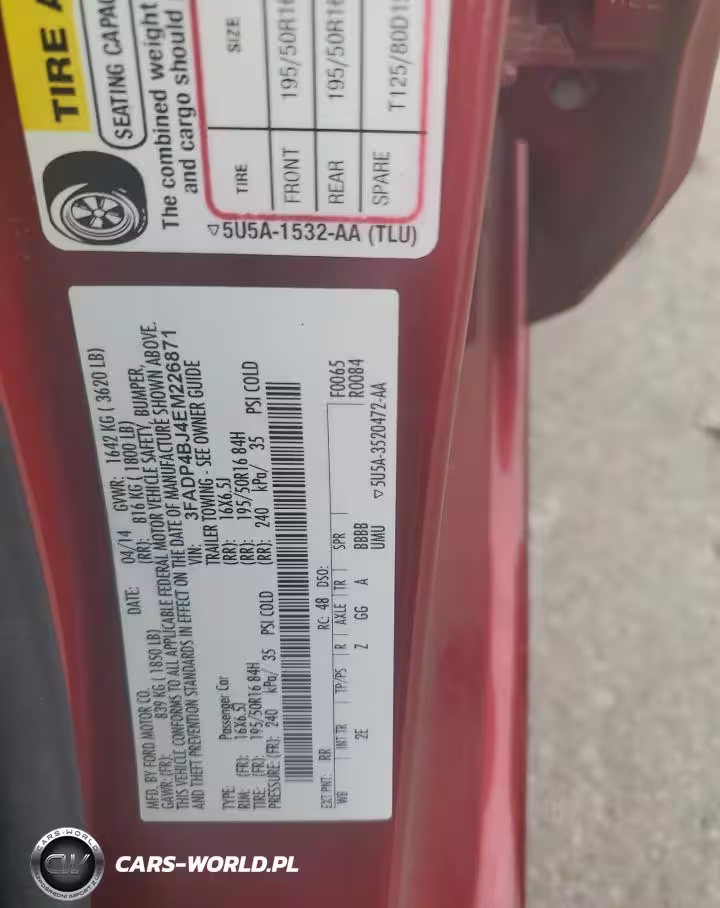 TIRE A
SEATING CAPAC
The combined weight
and cargo should
TIRE SIZE
FRONT 195/50R16
REAR 195/50R16
SPARE T125/80D15
▽5U5A-1532-AA (TLU)
MFD. BY FORD MOTOR CO.
DATE: 04/14 GVWR: 1642 KG ( 3620 LB)
GAWR: (FR): 839 KG ( 1850 LB) (RR): 816 KG ( 1800 LB)
THIS VEHICLE CONFORMS TO ALL APPLICABLE FEDERAL MOTOR VEHICLE SAFETY, BUMPER,
AND THEFT PREVENTION STANDARDS IN EFFECT ON THE DATE OF MANUFACTURE SHOWN ABOVE.
VIN: 3FADP4BJ4EM226871
TYPE: Passenger Car TRAILER TOWING - SEE OWNER GUIDE
RIM: (FR): 16X6.5J (RR): 16X6.5J
TIRE: (FR): 195/50R16 84H (RR): 195/50R16 84H
PRESSURE: (FR): 240 kPa/ 35 PSI COLD (RR): 240 kPa/ 35 PSI COLD
EXT PNT: RR RC: 48 DSO: F0065
WB INT TR TP/PS R AXLE TR SPR R0084
2E Z GG A BBBB
UMU
▽5U5A-3520472-AA
CARS-WORLD
CW
CARS-WORLD.PL